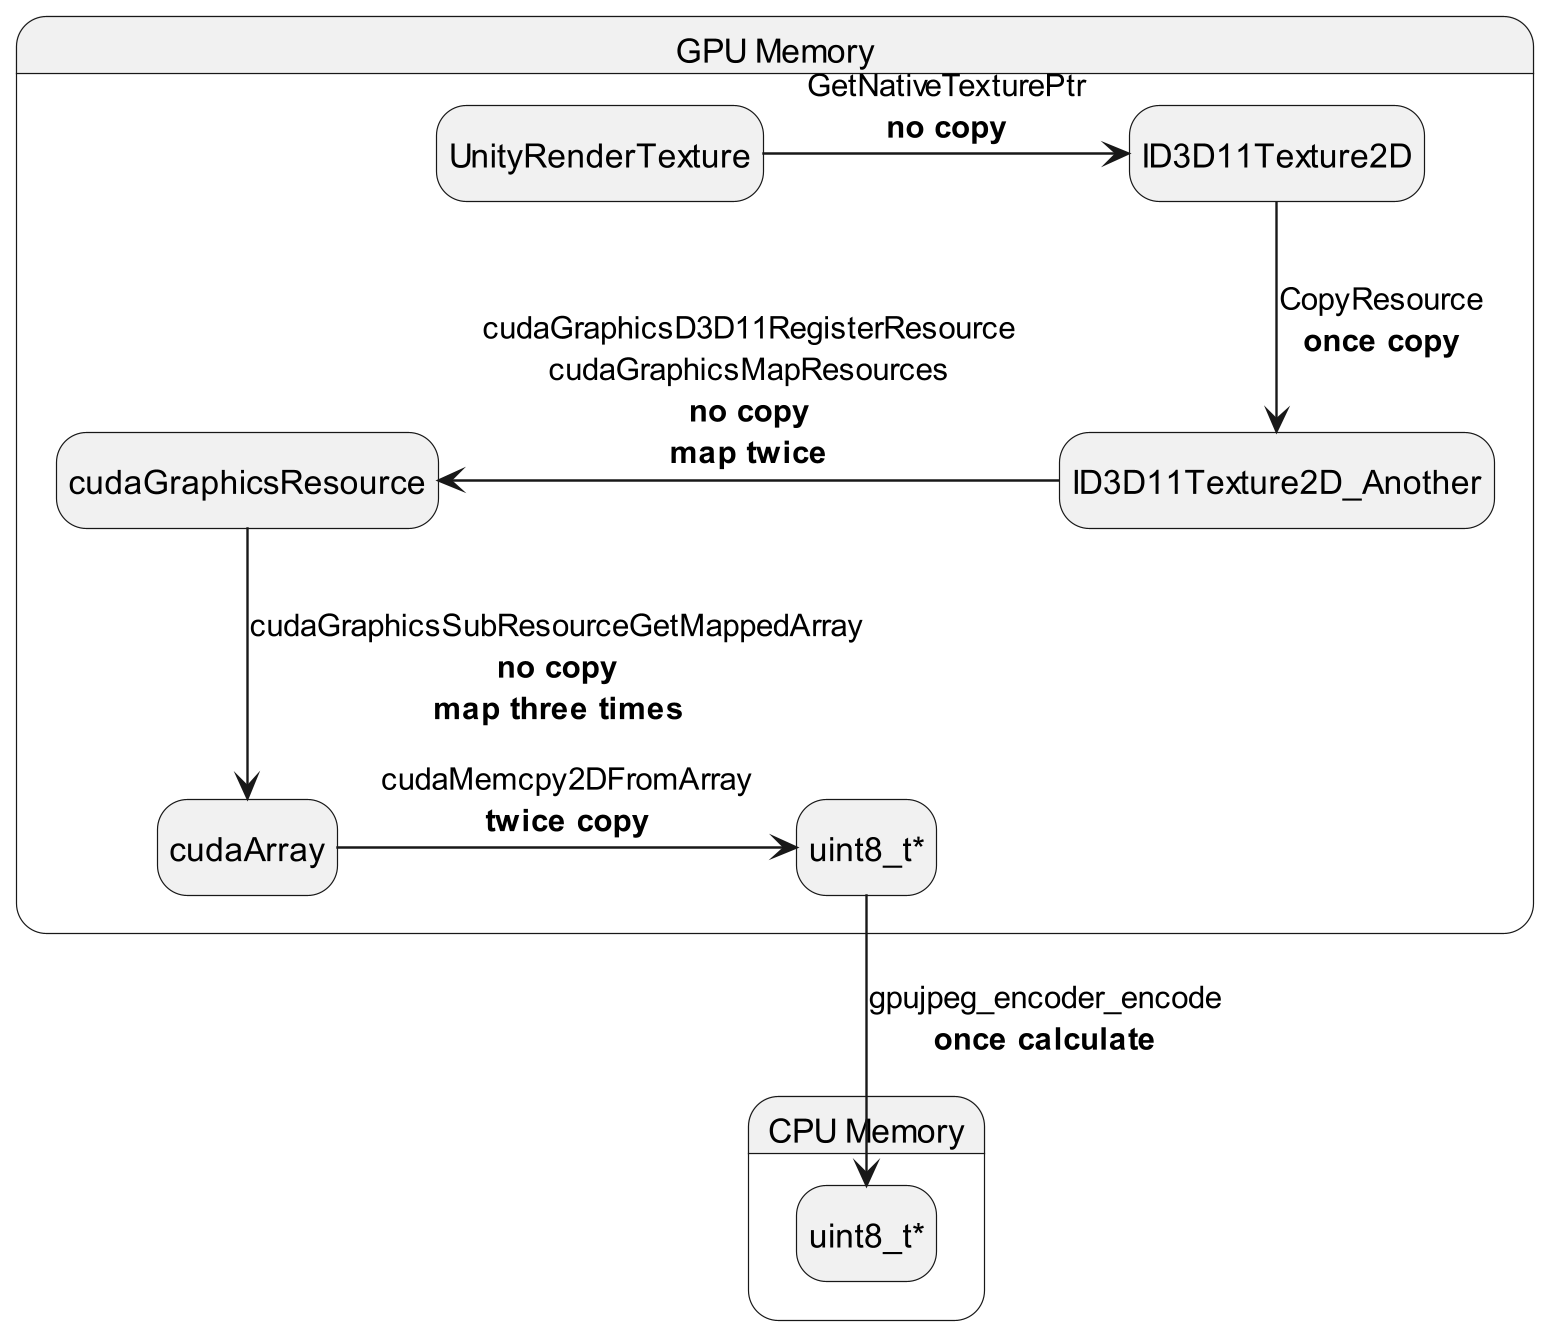 GPU Memory
GetNativeTexturePtr
no copy
UnityRenderTexture
ID3D11Texture2D
CopyResource
once copy
cudaGraphicsD3D11RegisterResource
cudaGraphicsMapResources
no copy
map twice
cudaGraphicsResource
ID3D11Texture2D_Another
cudaGraphicsSubResourceGetMappedArray
no copy
map three times
cudaMemcpy2DFromArray
twice copy
cudaArray
uint8_t*
gpujpeg_encoder_encode
once calculate
CPU Memory
uint8_t*